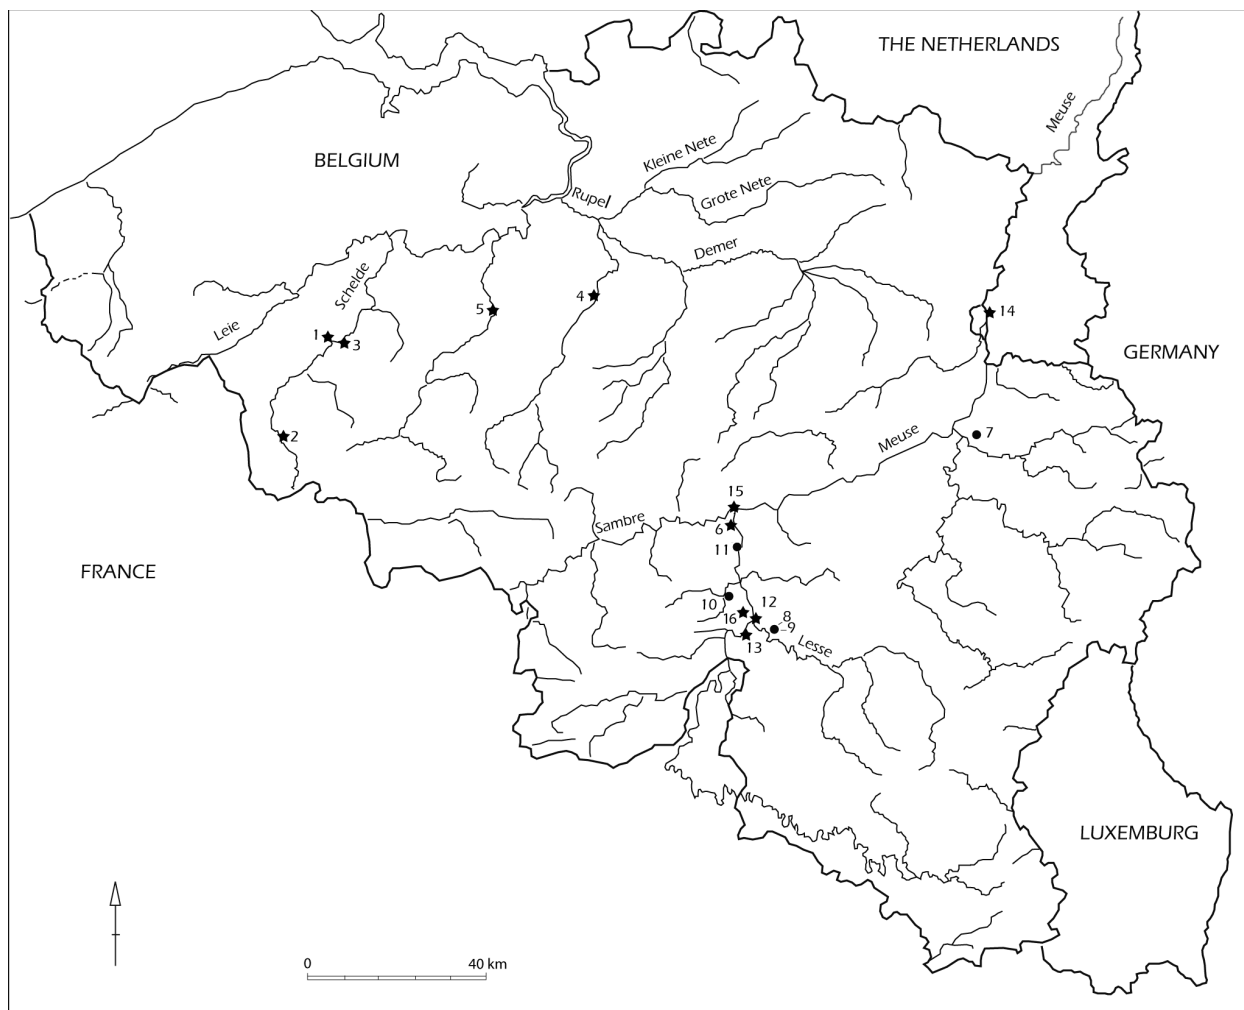 THE NETHERLANDS
Meuse
BELGIUM
Kleine Nete
Grote Nete
Rupel
Demer
Schelde
Leie
1
3
5
4
14
GERMANY
2
Meuse
7
15
Sambre
6
11
FRANCE
10
12
16
8
9
13
Lesse
LUXEMBURG
0
40 km